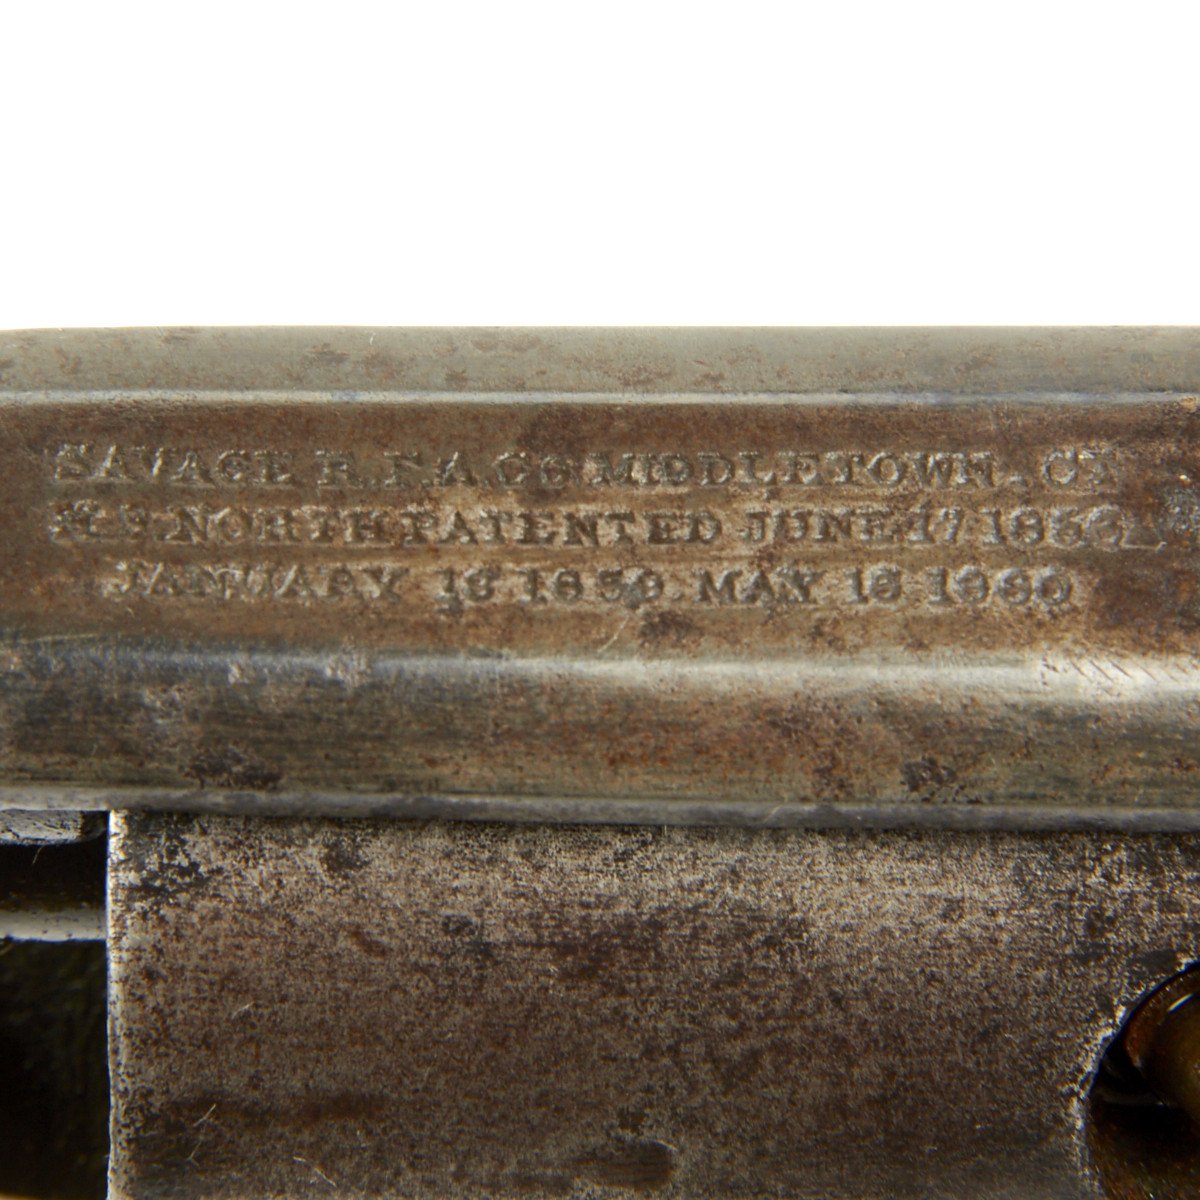 SAVAGE R.F.A.CO. MIDDLETOWN. CT
H.S. NORTH PATENTED JUNE 17 1856
JANUARY 18 1859. MAY 15 1860